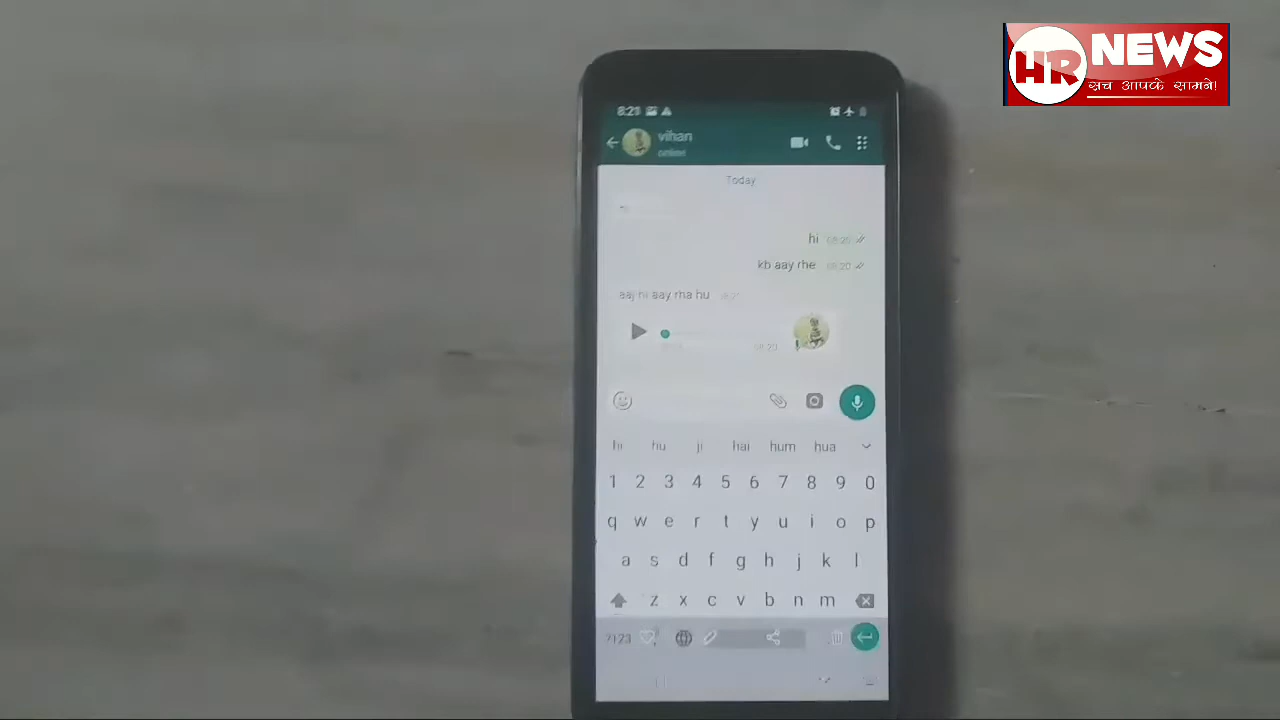 HR NEWS
सच आपके सामने!
8:21
vihan
online
Today
hi 08:20
kb aay rhe 08:20
aaj hi aay rha hu
08:20
hi hu ji hai hum hua
1 2 3 4 5 6 7 8 9 0
q w e r t y u i o p
a s d f g h j k l
z x c v b n m
?123